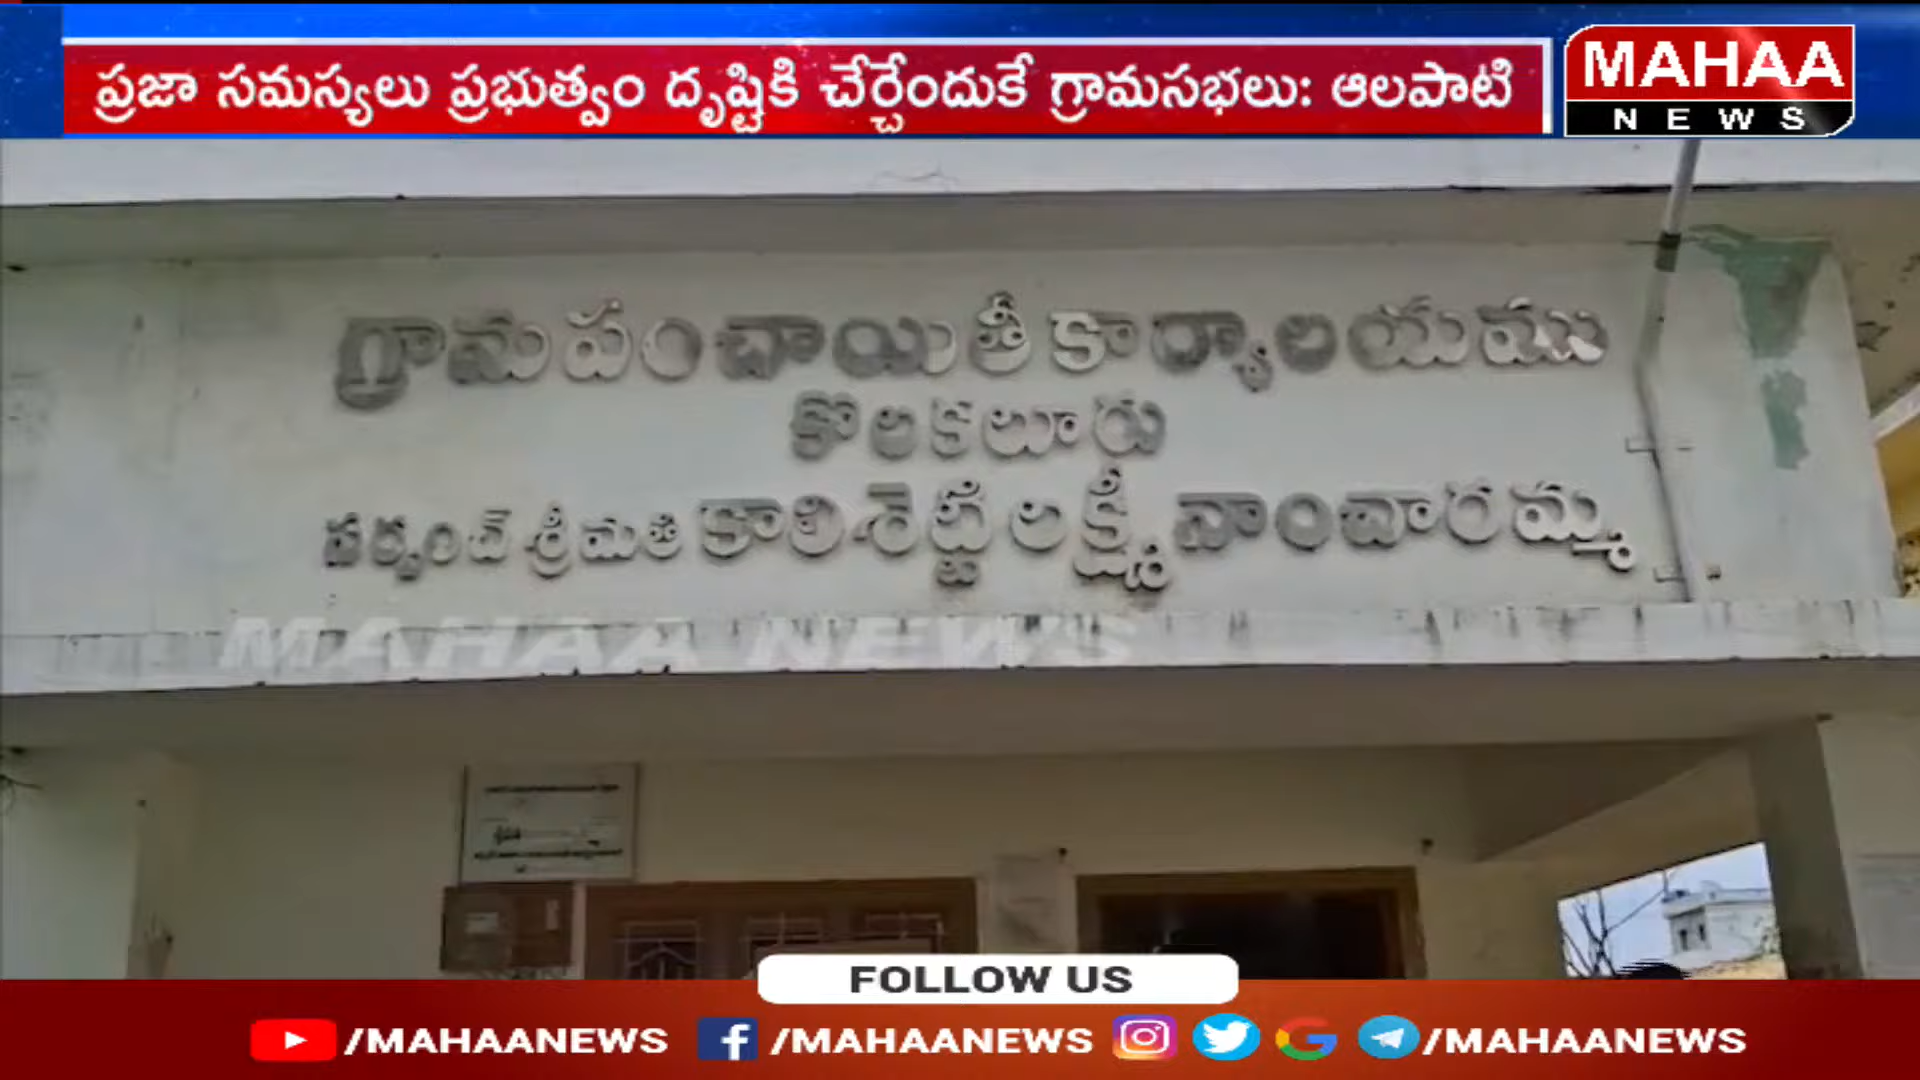 ప్రజా సమస్యలు ప్రభుత్వం దృష్టికి చేర్చేందుకే గ్రామసభలు: ఆలపాటి
MAHAA
NEWS
గ్రామ పంచాయితీ కార్యాలయము
కొలకలూరు
సర్పంచ్ శ్రీమతి కాలిశెట్టి లక్ష్మీ నాంచారమ్మ
MAHAA NEWS
FOLLOW US
/MAHAANEWS /MAHAANEWS /MAHAANEWS